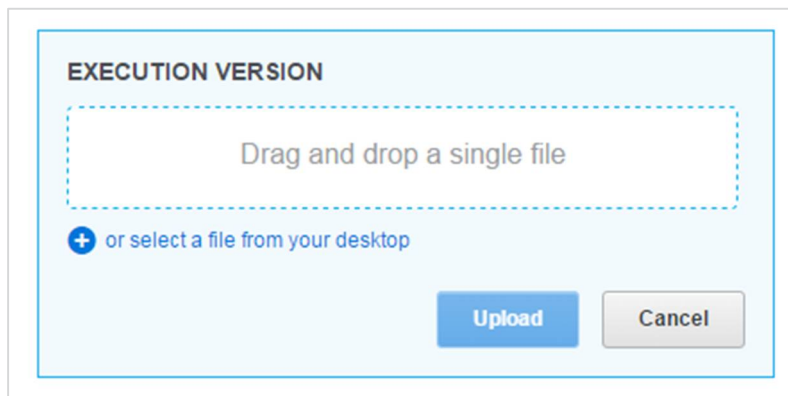 EXECUTION VERSION
Drag and drop a single file
or select a file from your desktop
Upload Cancel